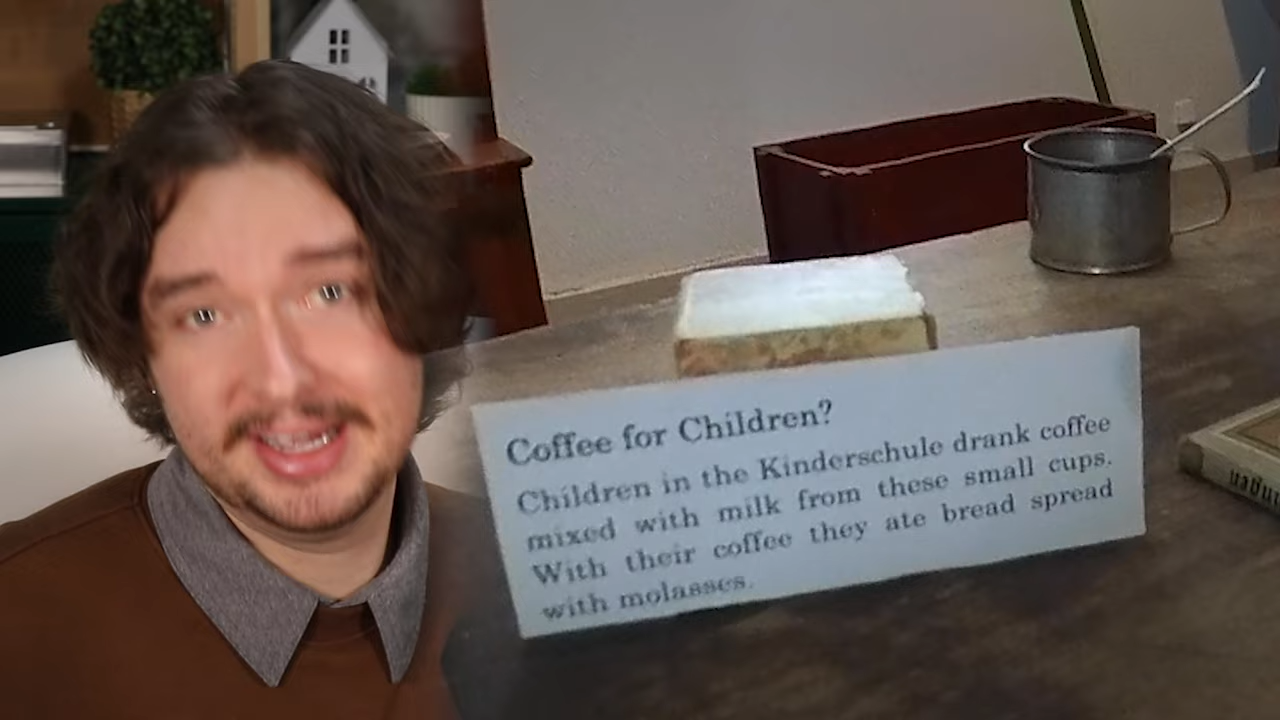 Coffee for Children?
Children in the Kinderschule drank coffee
mixed with milk from these small cups.
With their coffee they ate bread spread
with molasses.